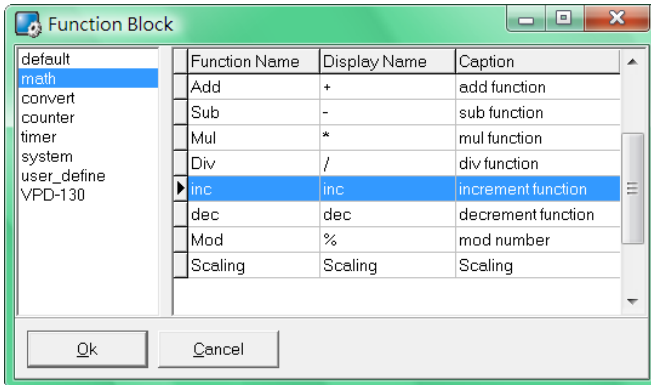 Function Block
default
math
convert
counter
timer
system
user_define
VPD-130
Function Name Display Name Caption
Add + add function
Sub - sub function
Mul * mul function
Div / div function
inc inc increment function
dec dec decrement function
Mod % mod number
Scaling Scaling Scaling
Ok Cancel